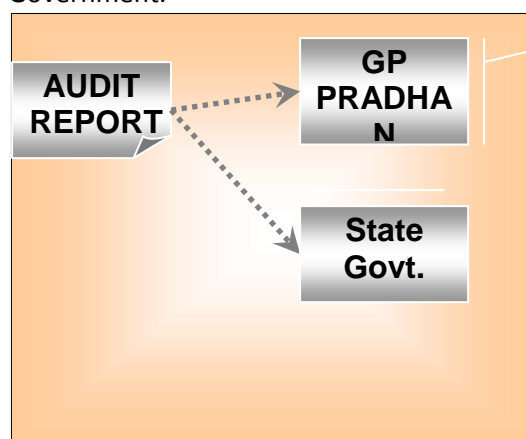 Government.
AUDIT
REPORT
GP
PRADHA
N
State
Govt.